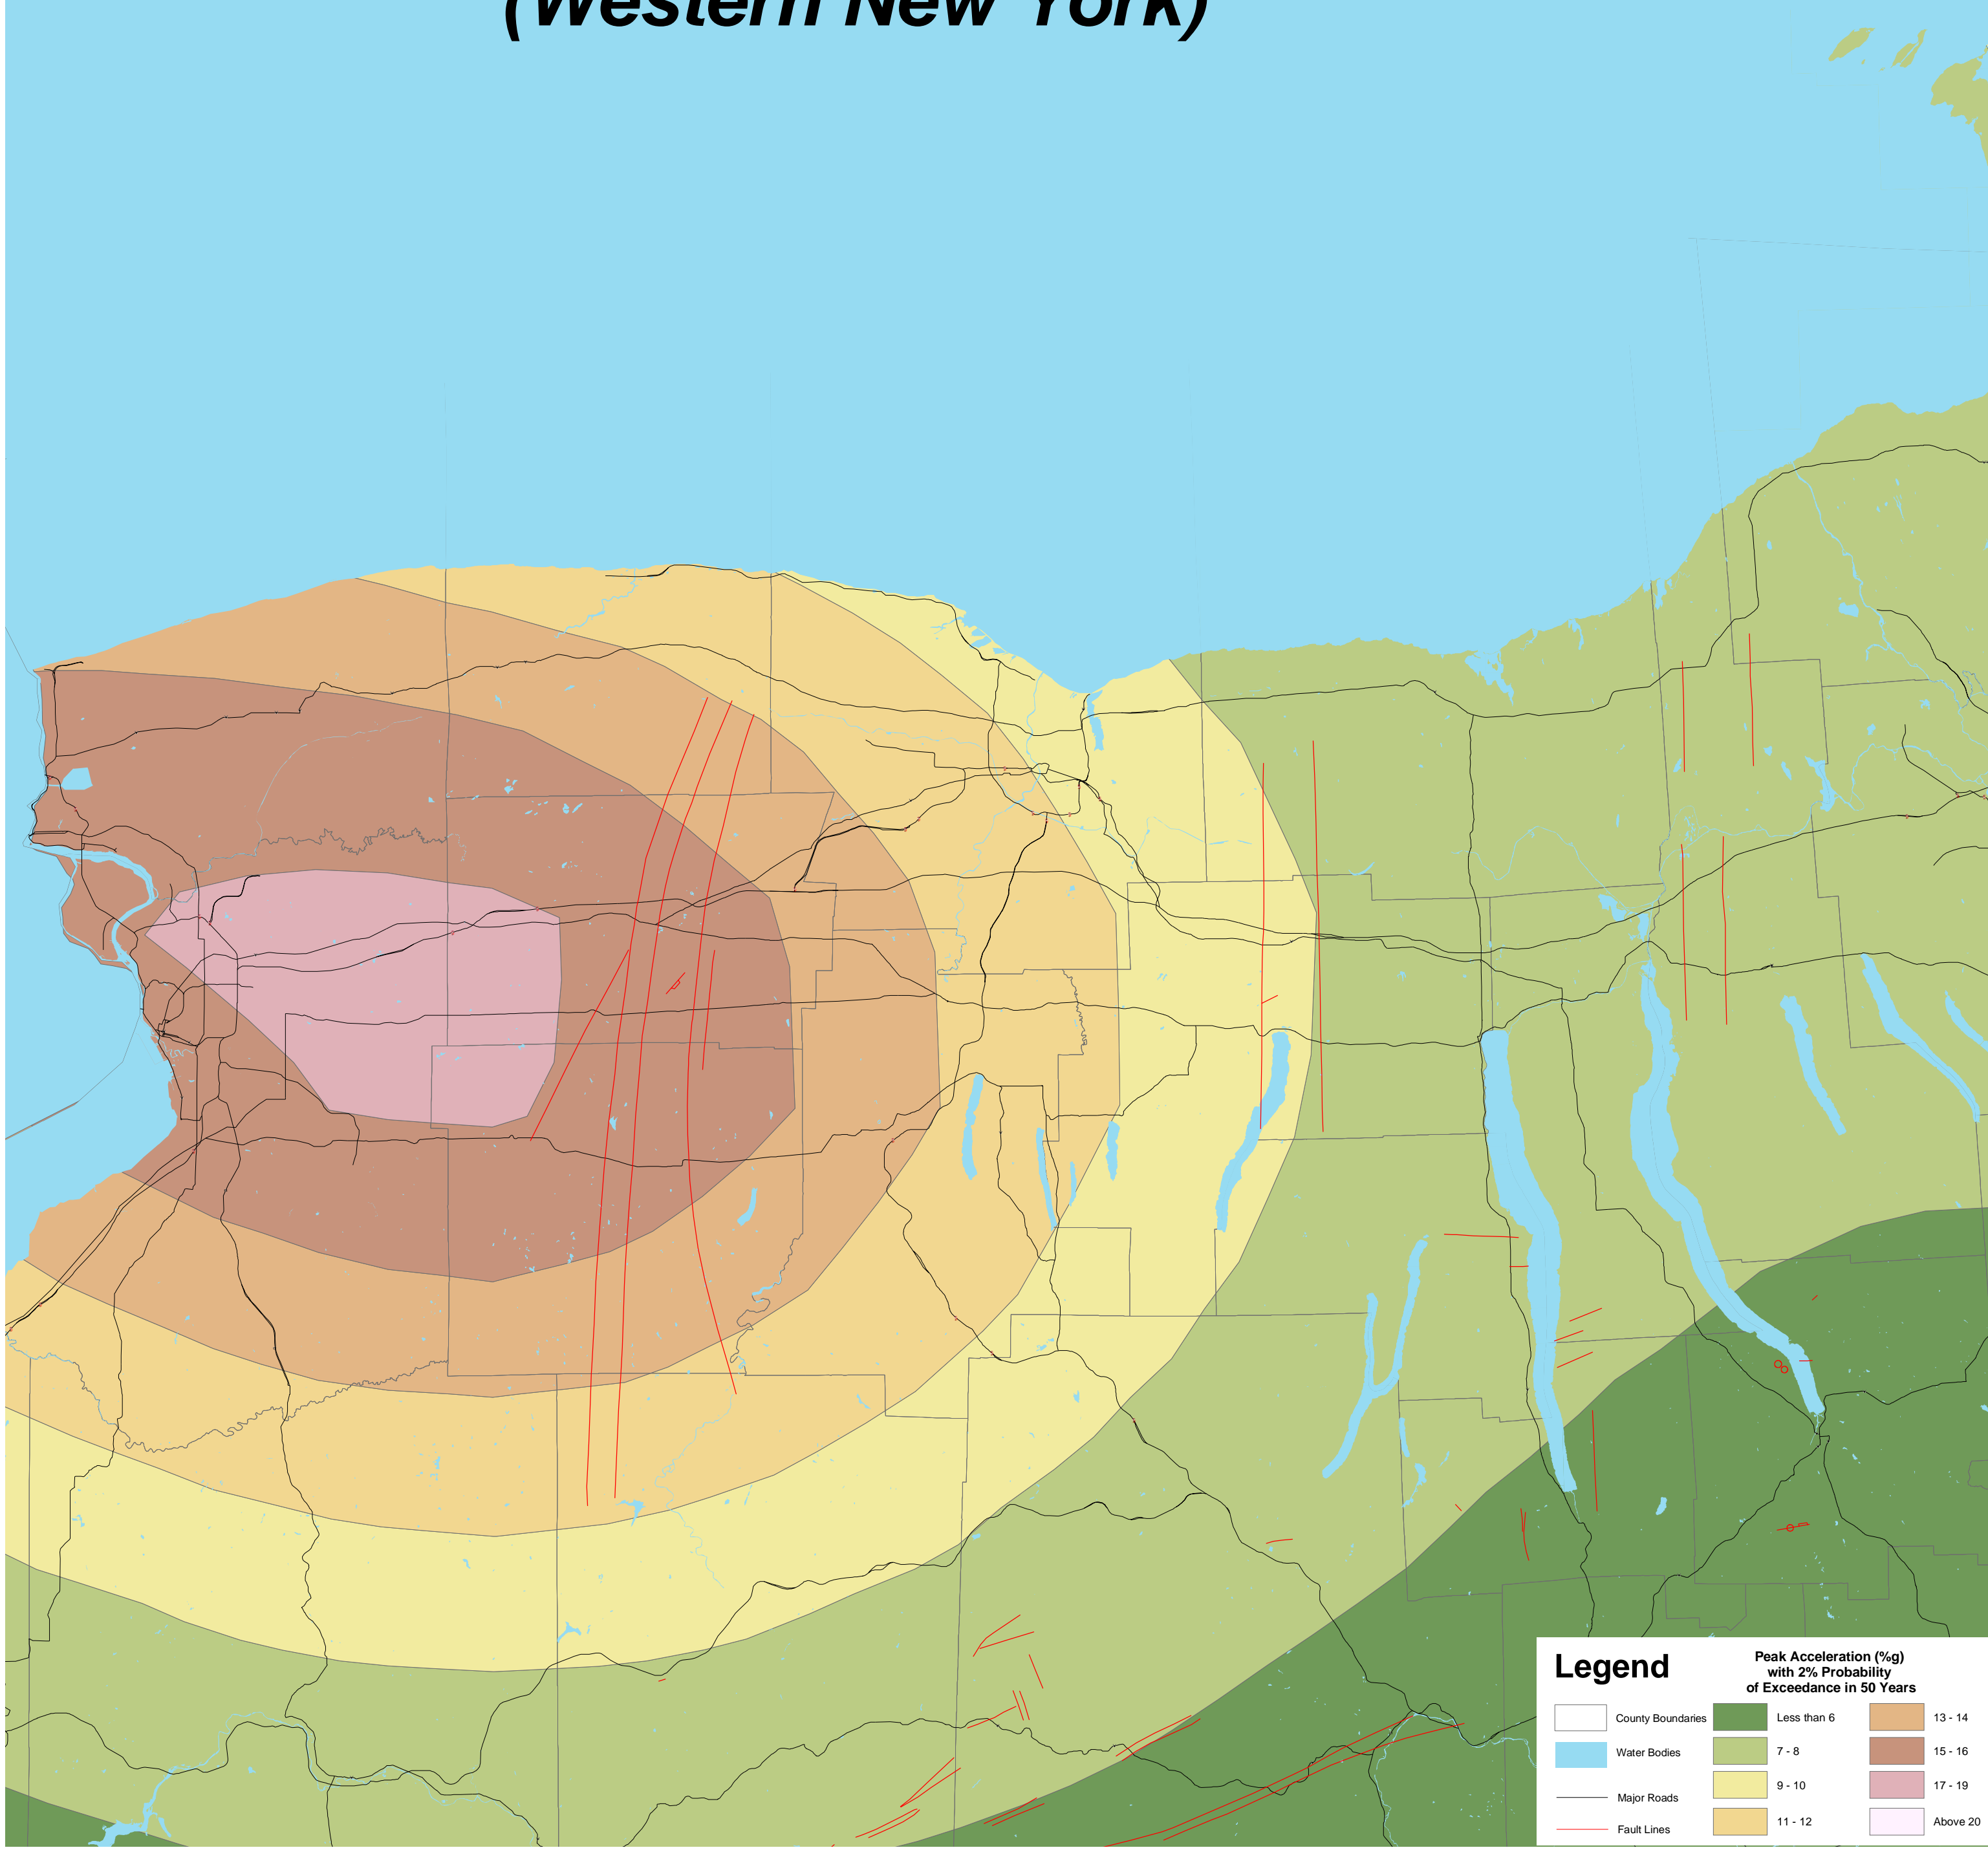 (Western New York)
Legend
Peak Acceleration (%g)
with 2% Probability
of Exceedance in 50 Years
County Boundaries
Water Bodies
Major Roads
Fault Lines
Less than 6
7 - 8
9 - 10
11 - 12
13 - 14
15 - 16
17 - 19
Above 20